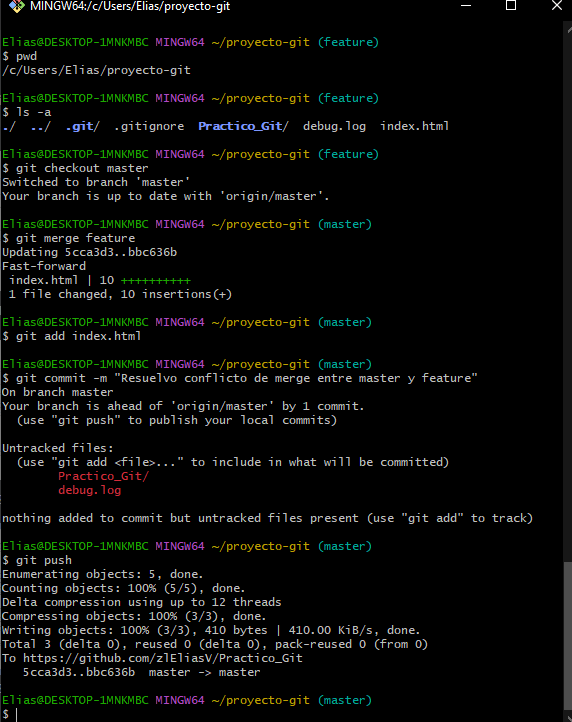 MINGW64:/c/Users/Elias/proyecto-git
Elias@DESKTOP-1MNKMBC MINGW64 ~/proyecto-git (feature)
$ pwd
/c/Users/Elias/proyecto-git
Elias@DESKTOP-1MNKMBC MINGW64 ~/proyecto-git (feature)
$ ls -a
./  ../  .git/  .gitignore  Practico_Git/  debug.log  index.html
Elias@DESKTOP-1MNKMBC MINGW64 ~/proyecto-git (feature)
$ git checkout master
Switched to branch 'master'
Your branch is up to date with 'origin/master'.
Elias@DESKTOP-1MNKMBC MINGW64 ~/proyecto-git (master)
$ git merge feature
Updating 5cca3d3..bbc636b
Fast-forward
 index.html | 10 ++++++++++
 1 file changed, 10 insertions(+)
Elias@DESKTOP-1MNKMBC MINGW64 ~/proyecto-git (master)
$ git add index.html
Elias@DESKTOP-1MNKMBC MINGW64 ~/proyecto-git (master)
$ git commit -m "Resuelvo conflicto de merge entre master y feature"
On branch master
Your branch is ahead of 'origin/master' by 1 commit.
  (use "git push" to publish your local commits)
Untracked files:
  (use "git add <file>..." to include in what will be committed)
        Practico_Git/
        debug.log
nothing added to commit but untracked files present (use "git add" to track)
Elias@DESKTOP-1MNKMBC MINGW64 ~/proyecto-git (master)
$ git push
Enumerating objects: 5, done.
Counting objects: 100% (5/5), done.
Delta compression using up to 12 threads
Compressing objects: 100% (3/3), done.
Writing objects: 100% (3/3), 410 bytes | 410.00 KiB/s, done.
Total 3 (delta 0), reused 0 (delta 0), pack-reused 0 (from 0)
To https://github.com/zlEliasV/Practico_Git
   5cca3d3..bbc636b  master -> master
Elias@DESKTOP-1MNKMBC MINGW64 ~/proyecto-git (master)
$